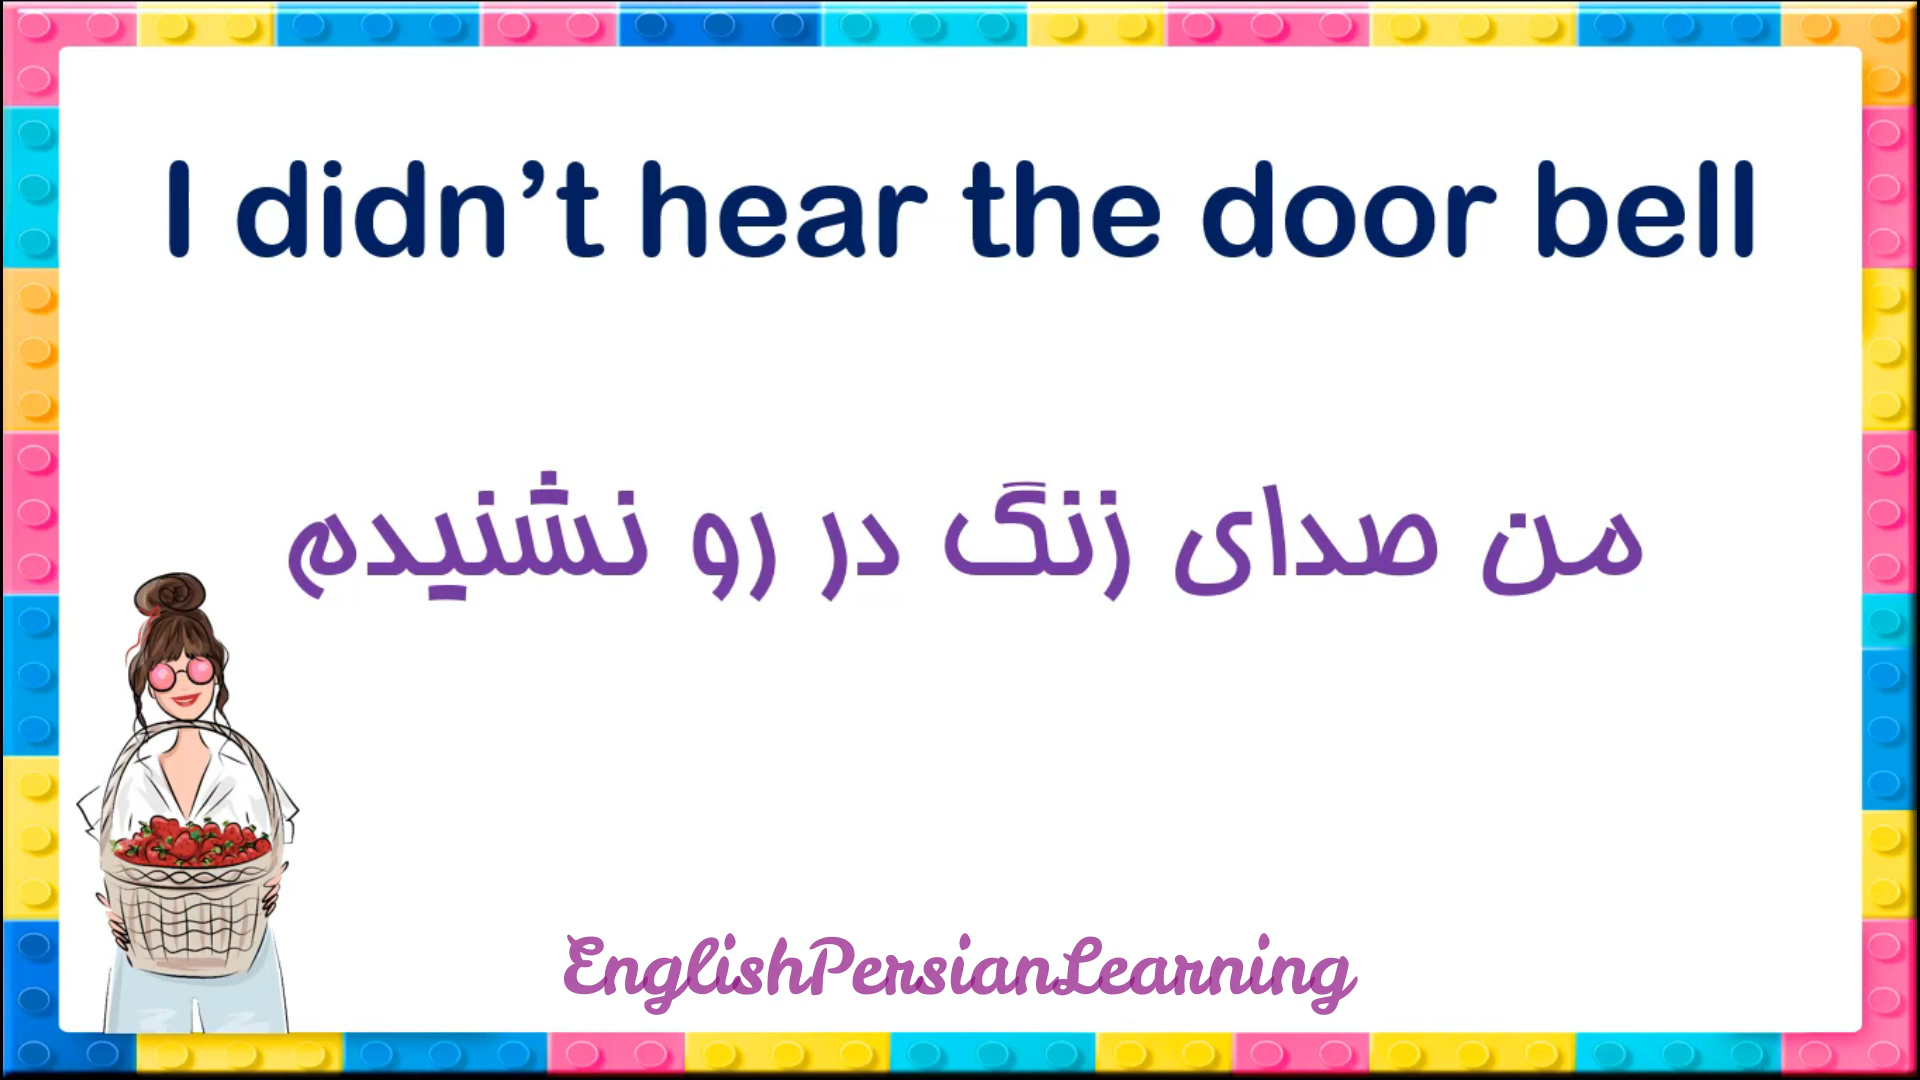 I didn’t hear the door bell
من صدای زنگ در رو نشنیدم
EnglishPersianLearning